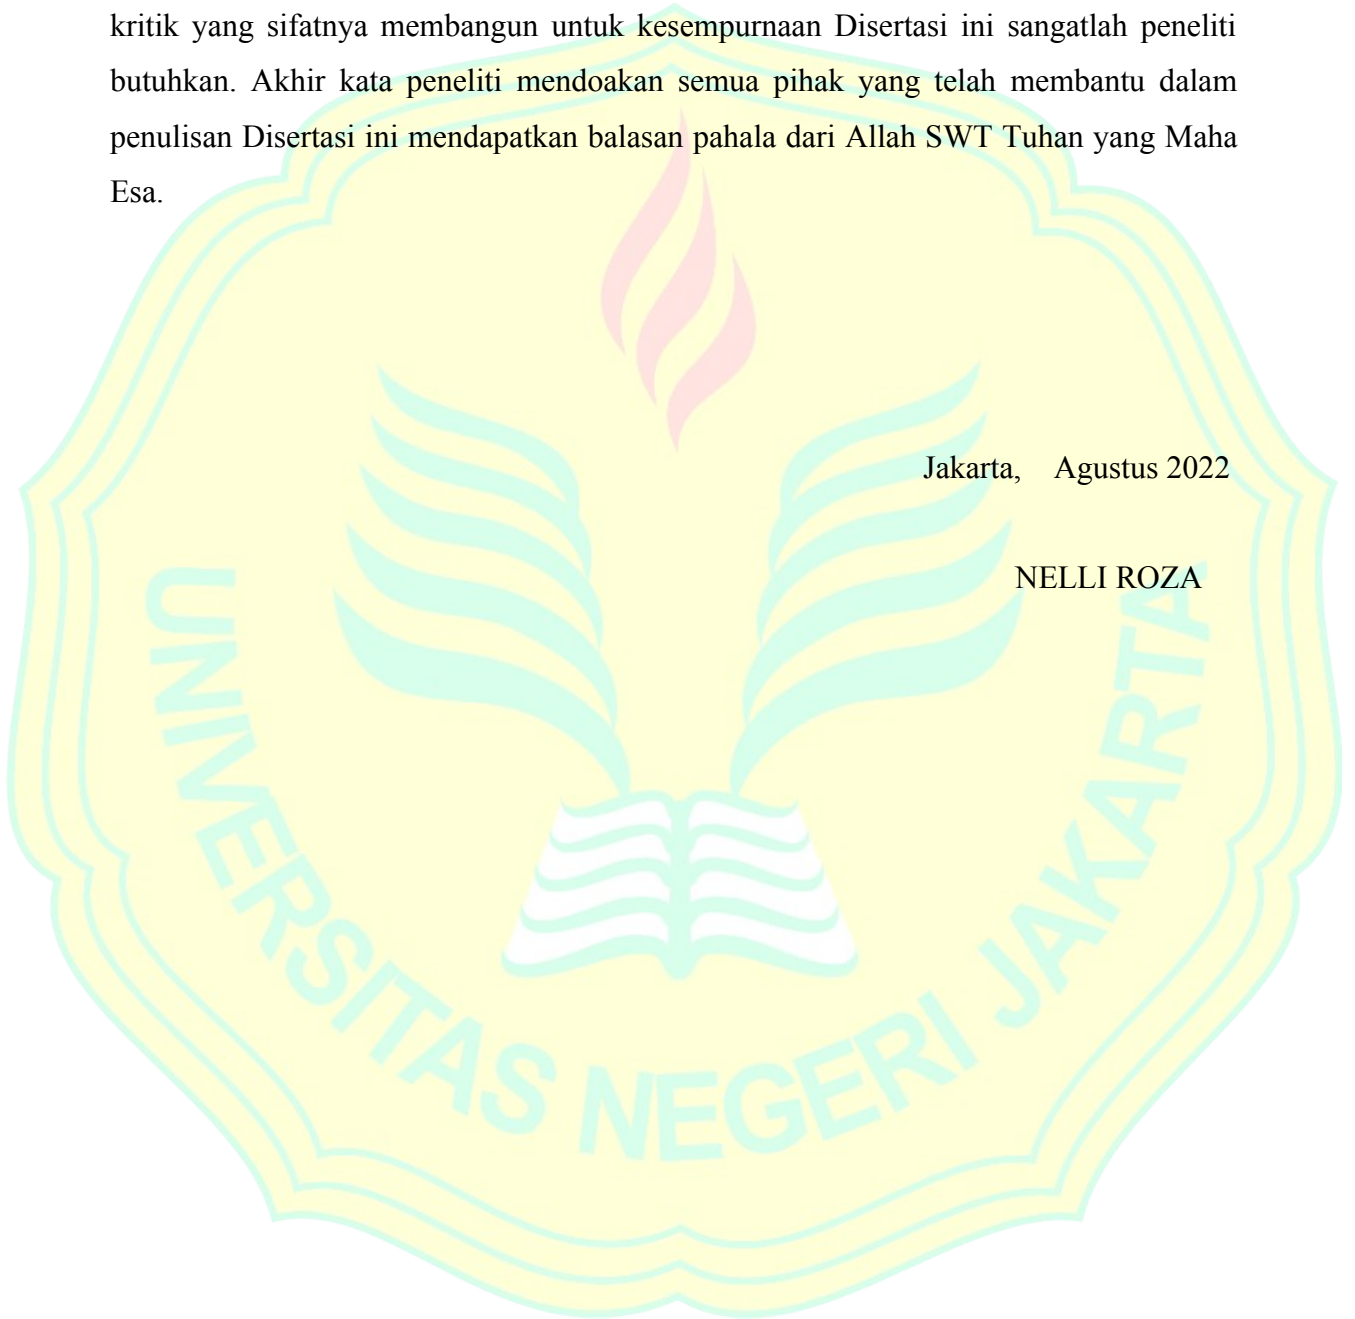 kritik yang sifatnya membangun untuk kesempurnaan Disertasi ini sangatlah peneliti
butuhkan. Akhir kata peneliti mendoakan semua pihak yang telah membantu dalam
penulisan Disertasi ini mendapatkan balasan pahala dari Allah SWT Tuhan yang Maha
Esa.
Jakarta, Agustus 2022
NELLI ROZA
UNIVERSITAS NEGERI JAKARTA